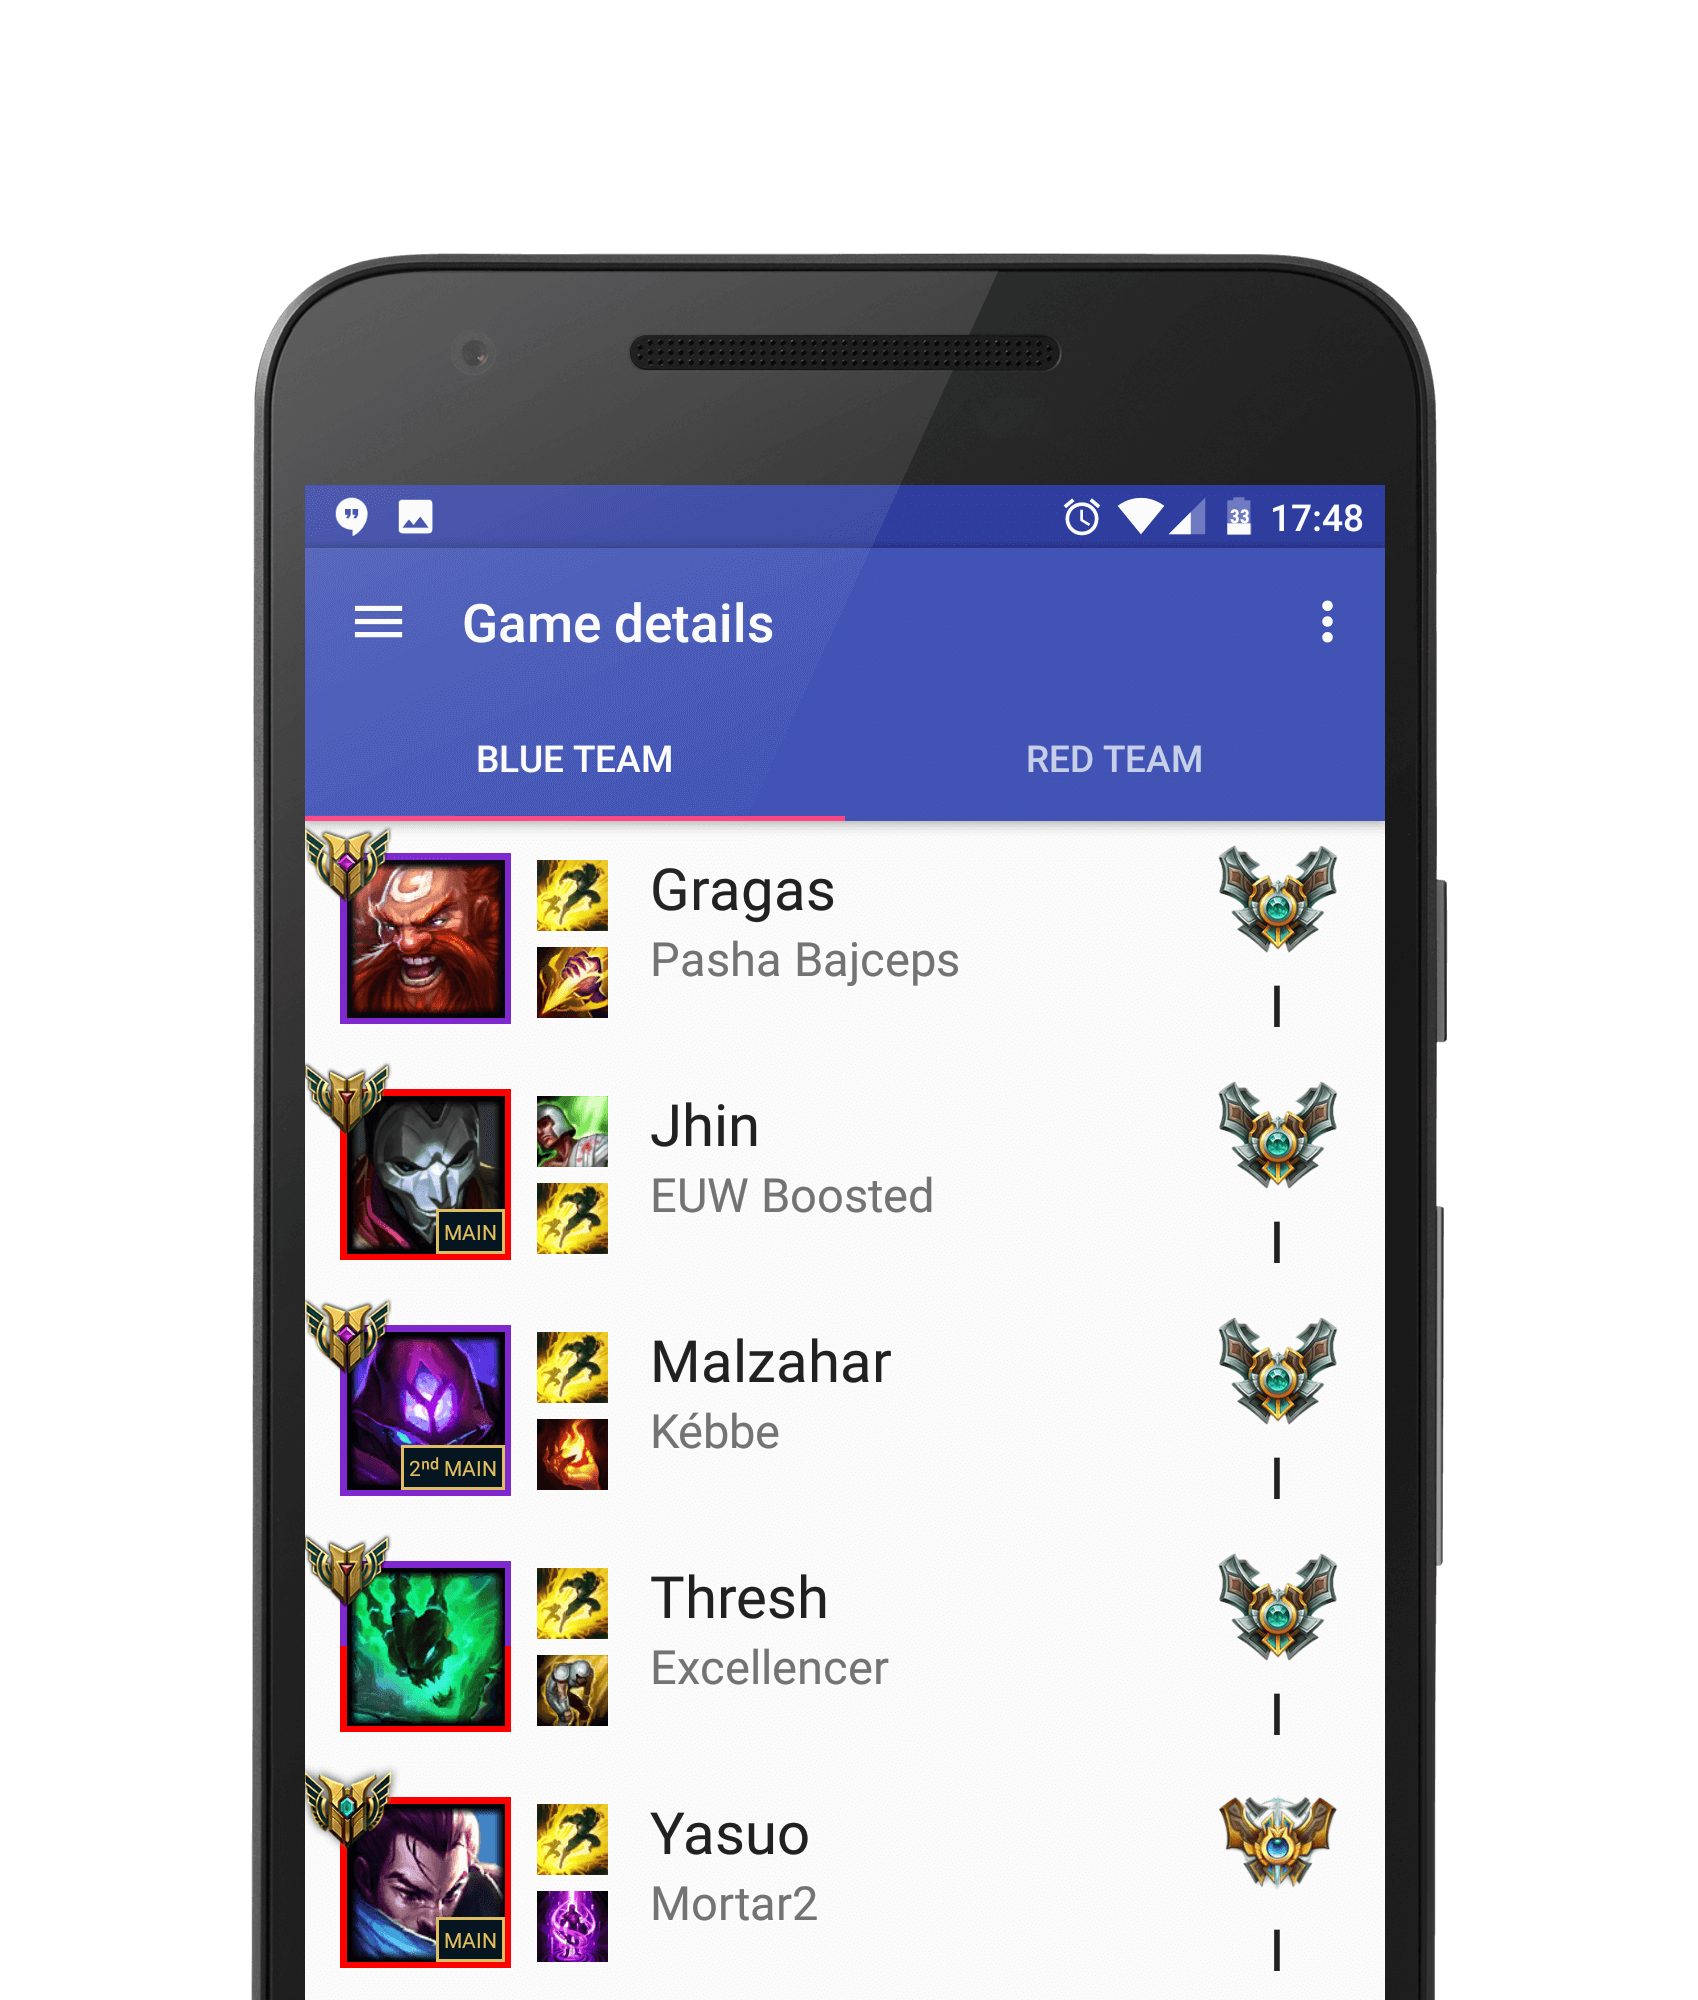 33 17:48
Game details
BLUE TEAM RED TEAM
Gragas
Pasha Bajceps
I
Jhin
EUW Boosted
MAIN
I
Malzahar
Kébbe
2nd MAIN
I
Thresh
Excellencer
I
Yasuo
Mortar2
MAIN
I